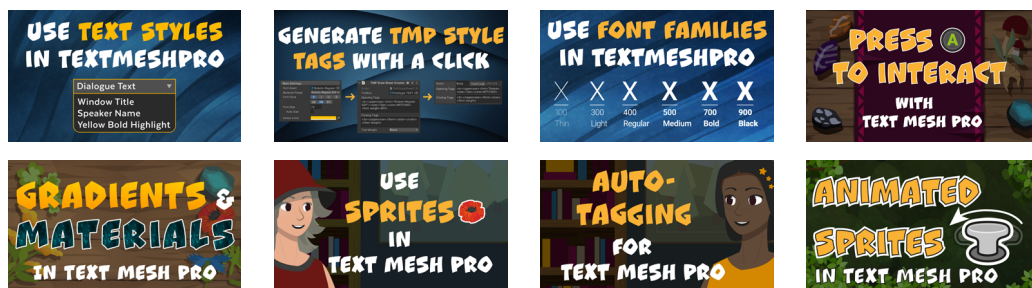 USE TEXT STYLES
IN TEXTMESHPRO
Dialogue Text
Window Title
Speaker Name
Yellow Bold Highlight
GENERATE TMP STYLE
TAGS WITH A CLICK
USE FONT FAMILIES
IN TEXTMESHPRO
X X X X X X
100 300 400 500 700 900
Thin Light Regular Medium Bold Black
PRESS A
TO INTERACT
WITH
TEXT MESH PRO
GRADIENTS &
MATERIALS
IN TEXT MESH PRO
USE
SPRITES
IN
TEXT MESH PRO
AUTO-
TAGGING
FOR
TEXT MESH PRO
ANIMATED
SPRITES
IN TEXT MESH PRO